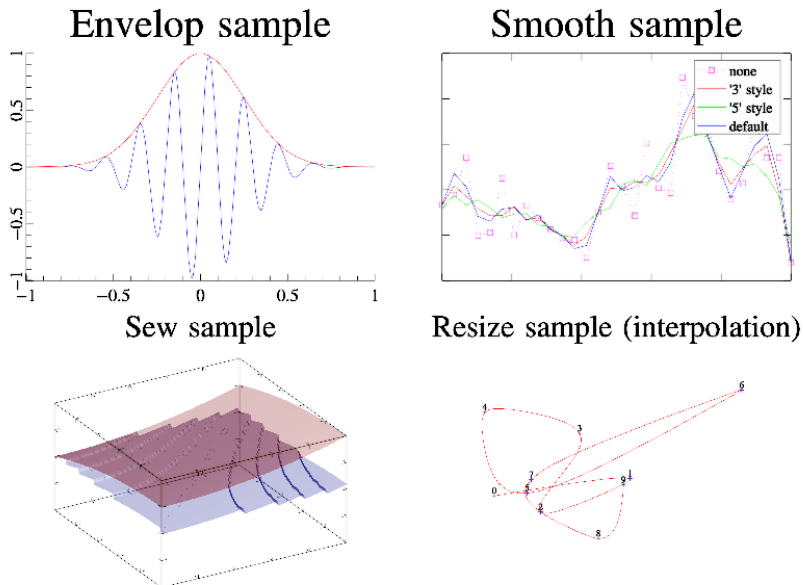 Envelop sample
1
0.5
0
−0.5
−1
−1
−0.5
0
0.5
1
Smooth sample
none
'3' style
'5' style
default
Sew sample
Resize sample (interpolation)
6
4
3
7
1
9
0
5
2
8